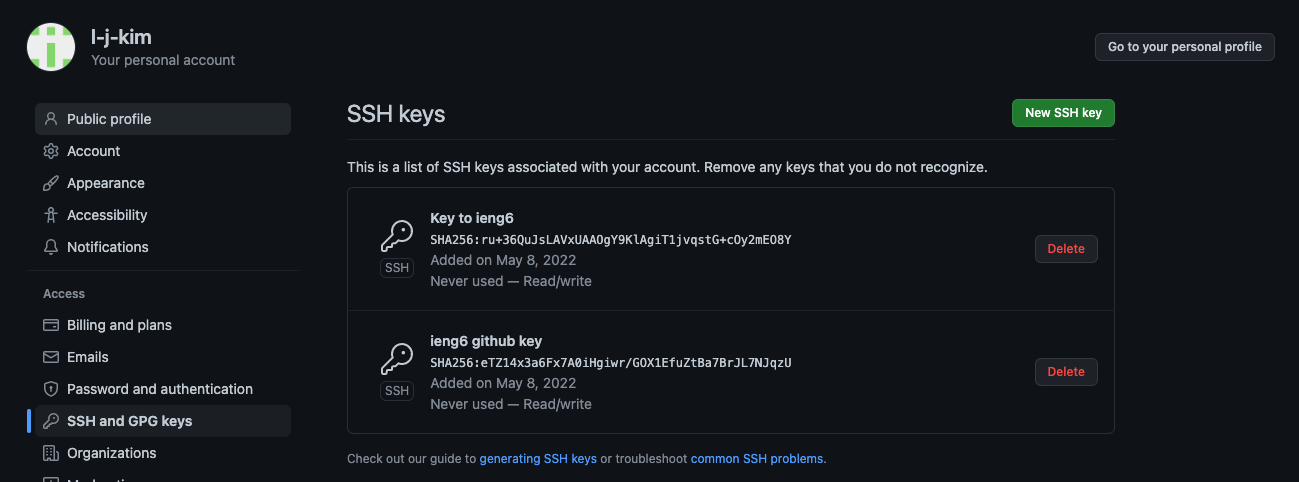 l-j-kim
Your personal account
Go to your personal profile
Public profile
Account
Appearance
Accessibility
Notifications
Access
Billing and plans
Emails
Password and authentication
SSH and GPG keys
Organizations
SSH keys
New SSH key
This is a list of SSH keys associated with your account. Remove any keys that you do not recognize.
Key to ieng6
SHA256:ru+36QuJsLAVxUAAOgY9KlAgiT1jvqstG+cOy2mEO8Y
Added on May 8, 2022
Never used — Read/write
SSH
Delete
ieng6 github key
SHA256:eTZ14x3a6Fx7A0iHgiwr/GOX1EfuZtBa7BrJL7NJqzU
Added on May 8, 2022
Never used — Read/write
SSH
Delete
Check out our guide to generating SSH keys or troubleshoot common SSH problems.